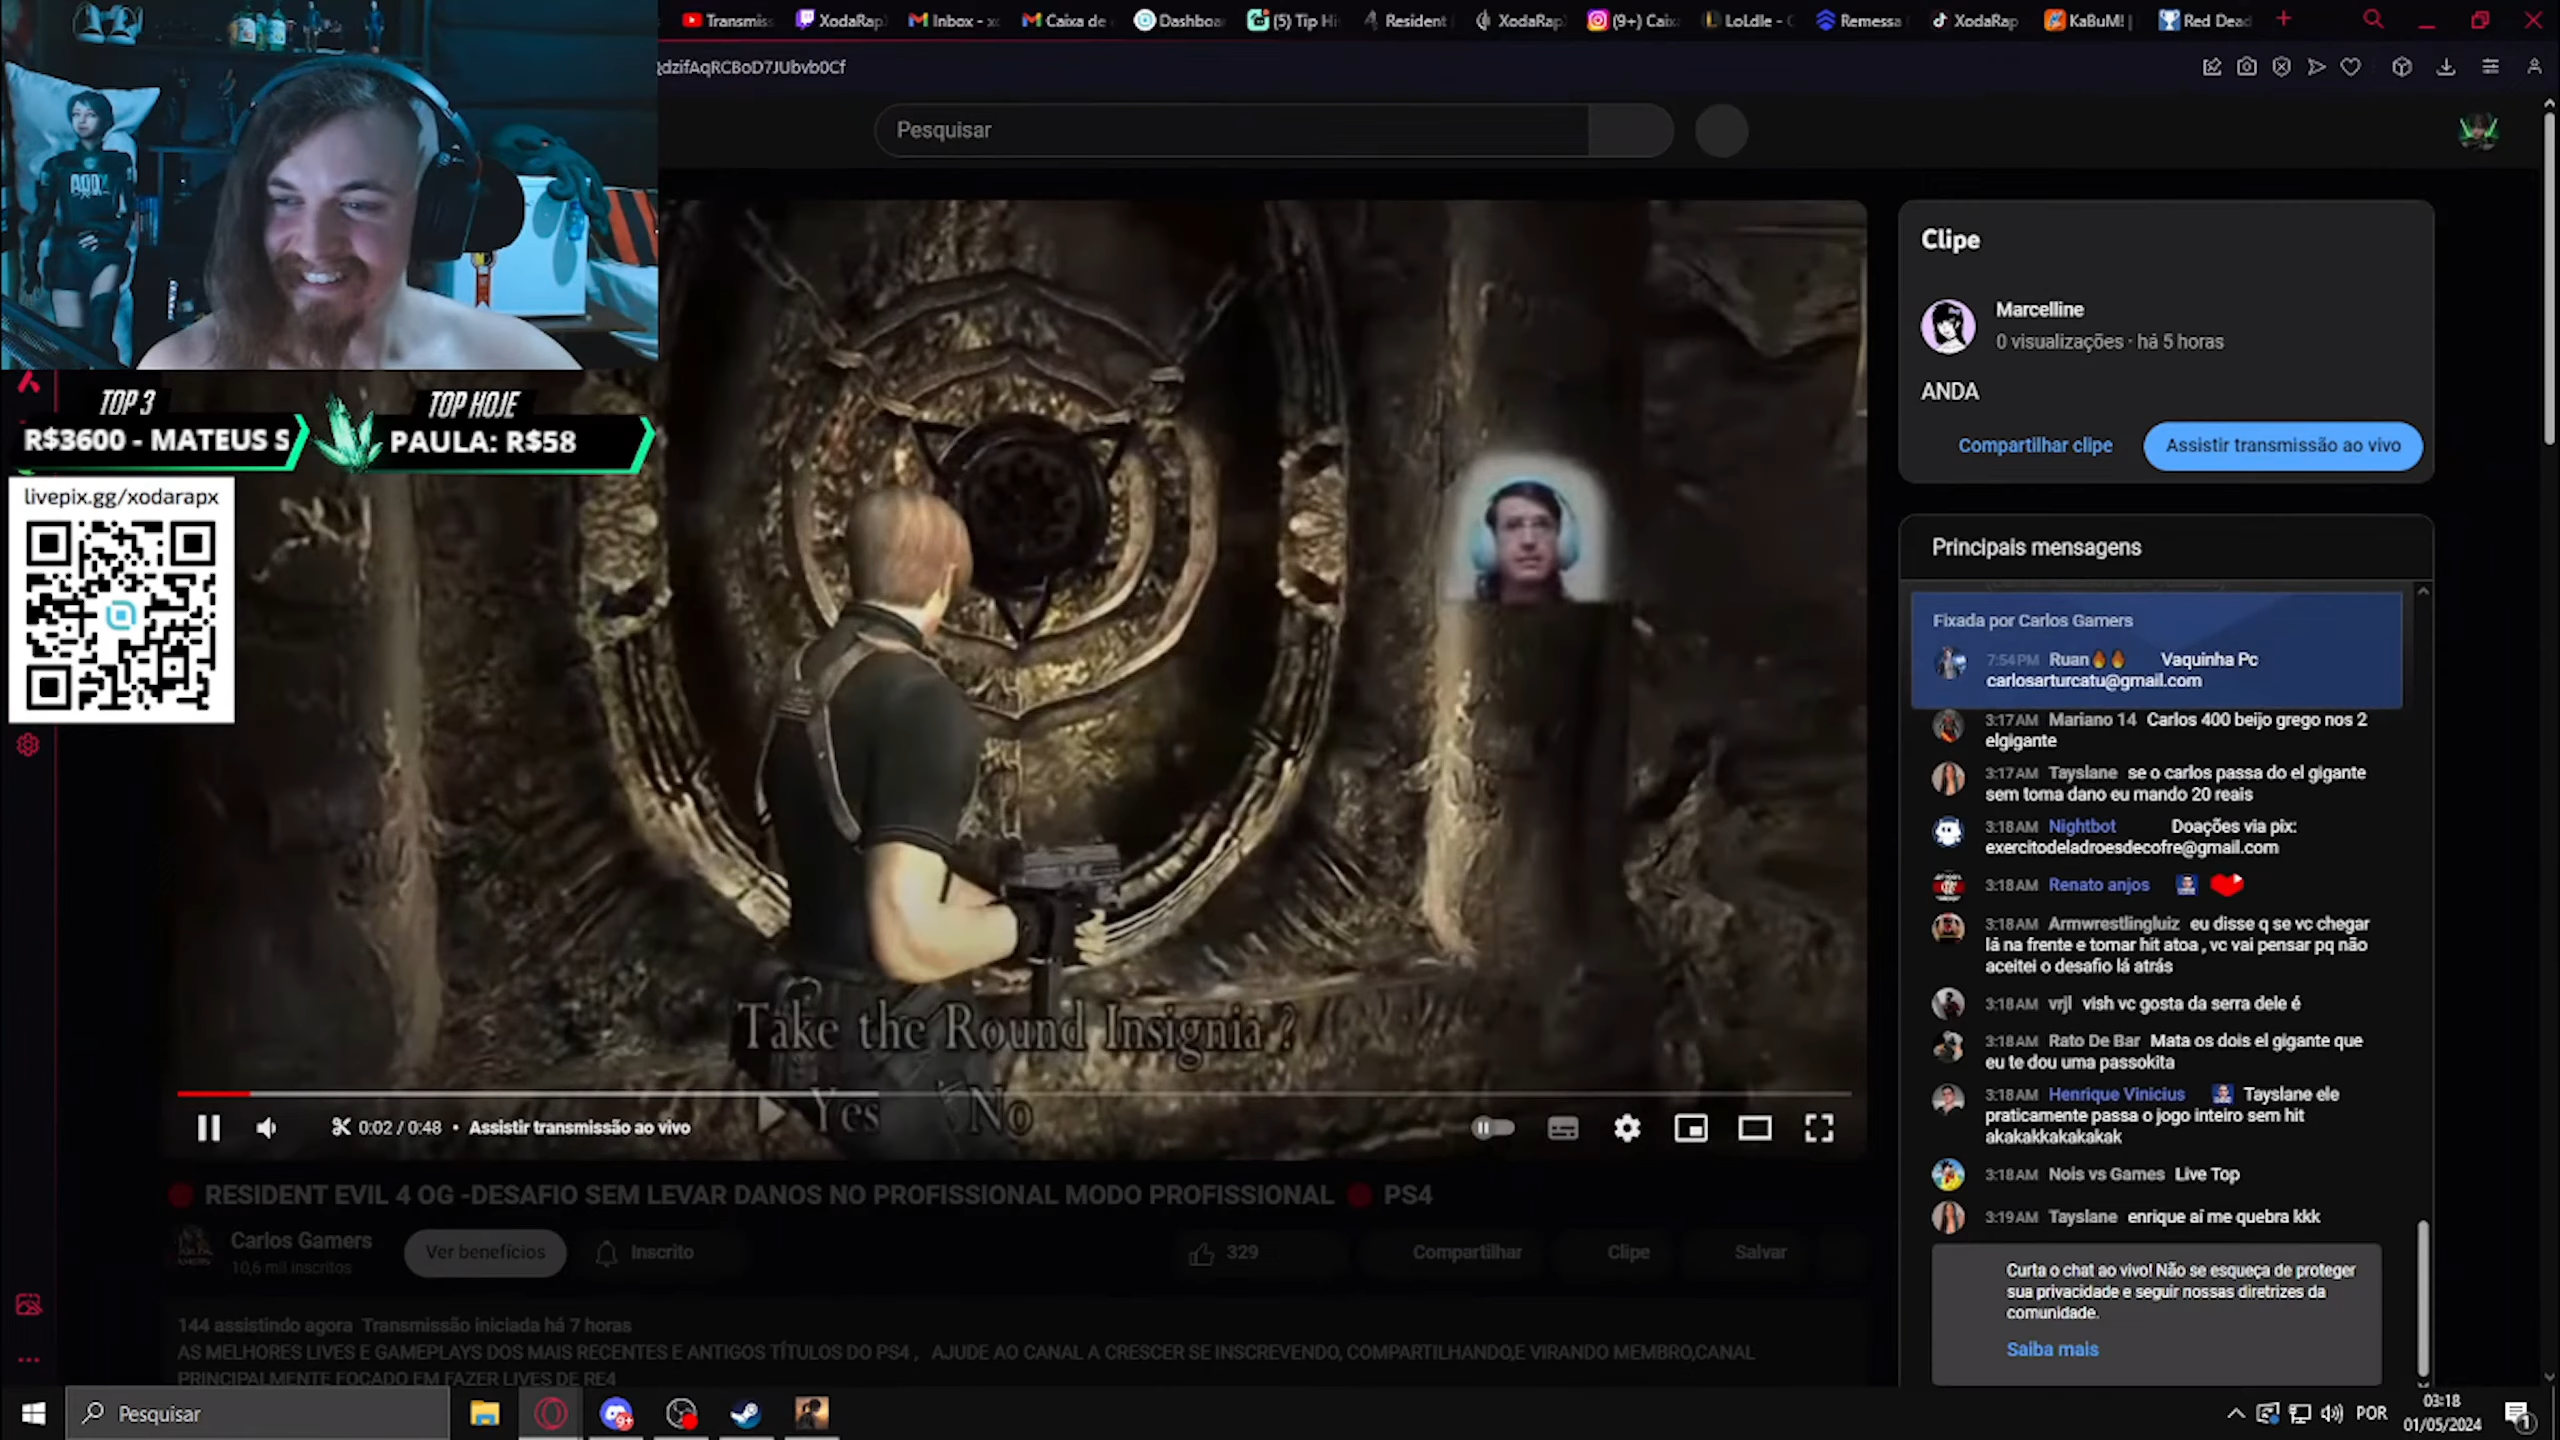 Transmiss
XodaRap
Inbox - xo
Caixa de
Dashboa
(5) Tip Hi
Resident
XodaRap
(9+) Caix
LoLdle - C
Remessa
XodaRap
KaBuM! |
Red Dead
dzifAqRCBoD7JUbvb0Cf
Pesquisar
Clipe
Marcelline
0 visualizações · há 5 horas
ANDA
Compartilhar clipe
Assistir transmissão ao vivo
TOP 3
R$3600 - MATEUS S
TOP HOJE
PAULA: R$58
livepix.gg/xodarapx
Take the Round Insignia ?
Yes No
0:02 / 0:48 • Assistir transmissão ao vivo
RESIDENT EVIL 4 OG -DESAFIO SEM LEVAR DANOS NO PROFISSIONAL MODO PROFISSIONAL 🔴 PS4
Carlos Gamers
10,6 mil inscritos
Ver benefícios
Inscrito
329
Compartilhar
Clipe
Salvar
144 assistindo agora Transmissão iniciada há 7 horas
AS MELHORES LIVES E GAMEPLAYS DOS MAIS RECENTES E ANTIGOS TÍTULOS DO PS4 , AJUDE AO CANAL A CRESCER SE INSCREVENDO, COMPARTILHANDO,E VIRANDO MEMBRO,CANAL
PRINCIPALMENTE FOCADO EM FAZER LIVES DE RE4
Principais mensagens
Fixada por Carlos Gamers
7:54PM Ruan🔥🔥 Vaquinha Pc
carlosarturcatu@gmail.com
3:17AM Mariano 14 Carlos 400 beijo grego nos 2
elgigante
3:17AM Tayslane se o carlos passa do el gigante
sem toma dano eu mando 20 reais
3:18AM Nightbot Doações via pix:
exercitodeladroesdecofre@gmail.com
3:18AM Renato anjos
3:18AM Armwrestlingluiz eu disse q se vc chegar
lá na frente e tomar hit atoa , vc vai pensar pq não
aceitei o desafio lá atrás
3:18AM vrjl vish vc gosta da serra dele é
3:18AM Rato De Bar Mata os dois el gigante que
eu te dou uma passokita
3:18AM Henrique Vinicius Tayslane ele
praticamente passa o jogo inteiro sem hit
akakakkakakakak
3:18AM Nois vs Games Live Top
3:19AM Tayslane enrique aí me quebra kkk
Curta o chat ao vivo! Não se esqueça de proteger
sua privacidade e seguir nossas diretrizes da
comunidade.
Saiba mais
Pesquisar
9+
POR
03:18
01/05/2024
1